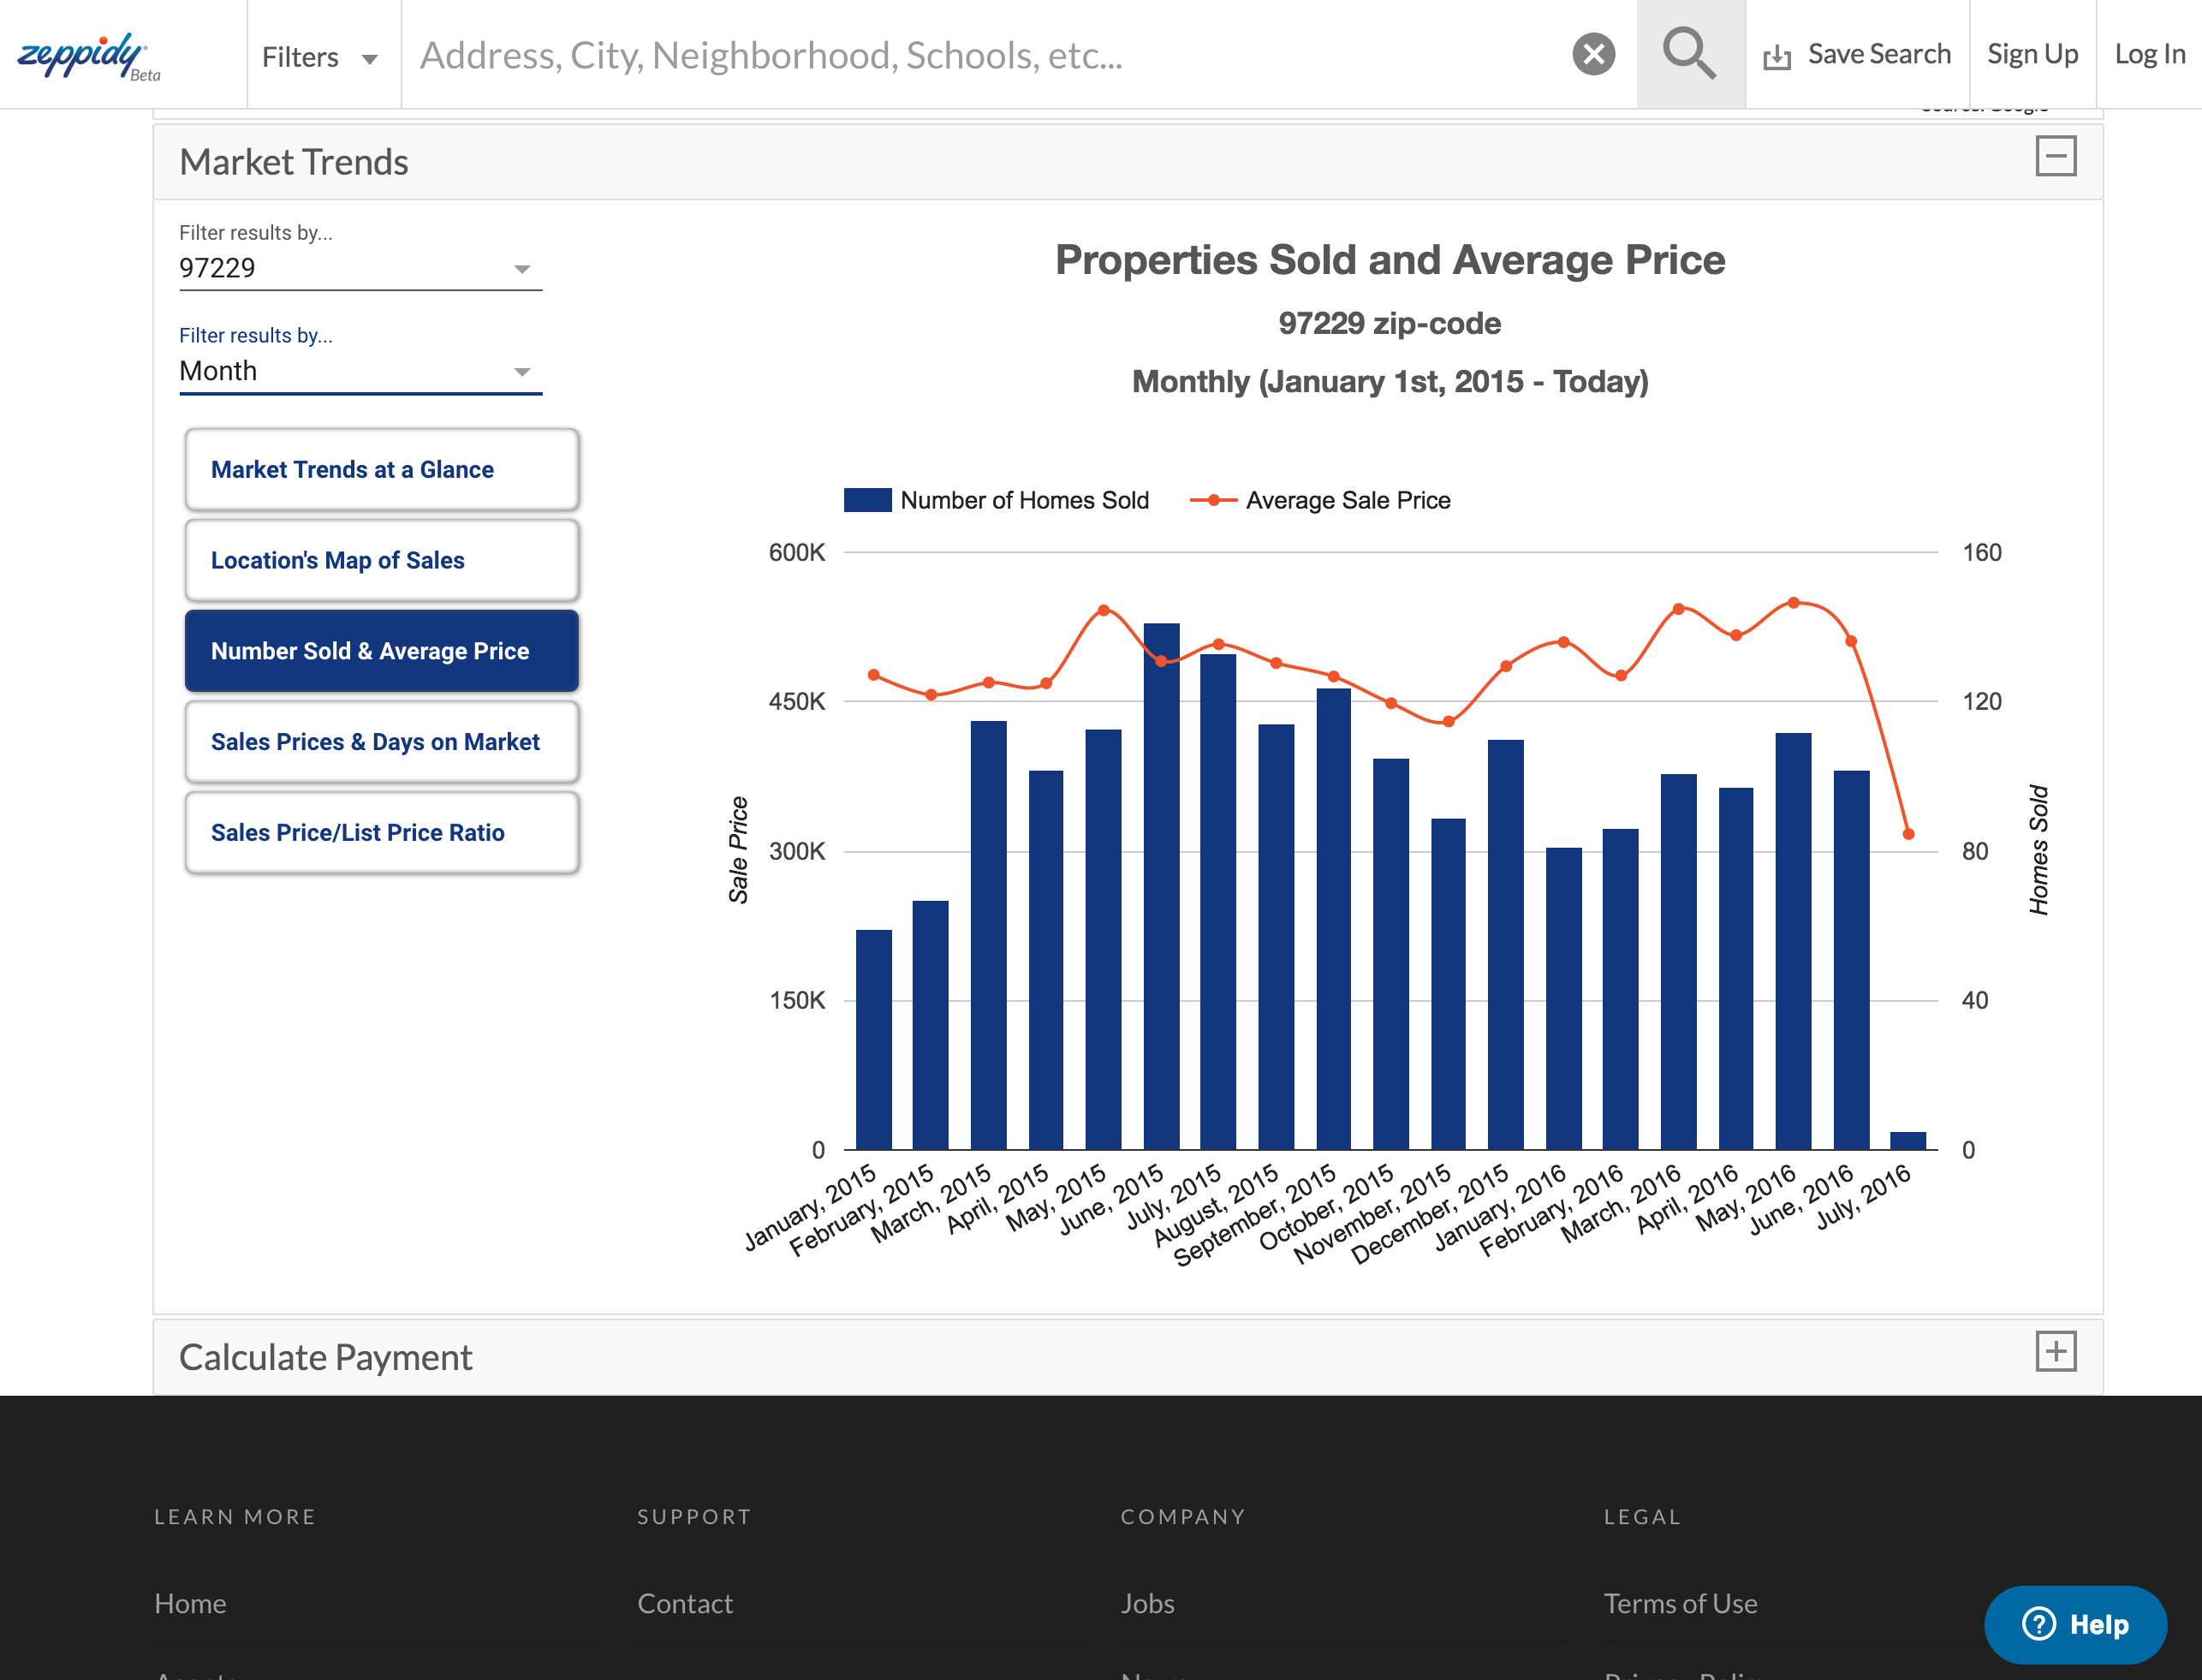 zeppidy Beta
Filters
Address, City, Neighborhood, Schools, etc...
Save Search
Sign Up
Log In
Market Trends
Filter results by...
97229
Filter results by...
Month
Market Trends at a Glance
Location's Map of Sales
Number Sold & Average Price
Sales Prices & Days on Market
Sales Price/List Price Ratio
Properties Sold and Average Price
97229 zip-code
Monthly (January 1st, 2015 - Today)
Number of Homes Sold
Average Sale Price
600K
450K
300K
150K
0
Sale Price
160
120
80
40
0
Homes Sold
January, 2015
February, 2015
March, 2015
April, 2015
May, 2015
June, 2015
July, 2015
August, 2015
September, 2015
October, 2015
November, 2015
December, 2015
January, 2016
February, 2016
March, 2016
April, 2016
May, 2016
June, 2016
July, 2016
Calculate Payment
LEARN MORE
SUPPORT
COMPANY
LEGAL
Home
Contact
Jobs
Terms of Use
Help